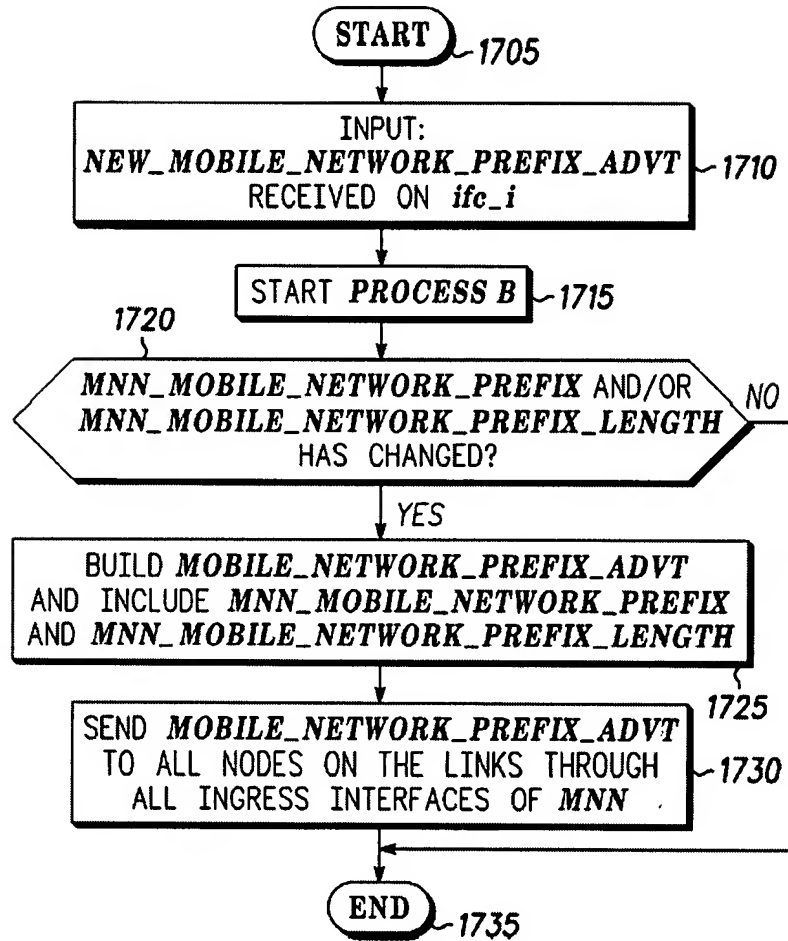 START
1705
INPUT:
NEW_MOBILE_NETWORK_PREFIX_ADVT
RECEIVED ON ifc_i
1710
START PROCESS B
1715
1720
MNN_MOBILE_NETWORK_PREFIX AND/OR
MNN_MOBILE_NETWORK_PREFIX_LENGTH
HAS CHANGED?
NO
YES
BUILD MOBILE_NETWORK_PREFIX_ADVT
AND INCLUDE MNN_MOBILE_NETWORK_PREFIX
AND MNN_MOBILE_NETWORK_PREFIX_LENGTH
1725
SEND MOBILE_NETWORK_PREFIX_ADVT
TO ALL NODES ON THE LINKS THROUGH
ALL INGRESS INTERFACES OF MNN
1730
END
1735